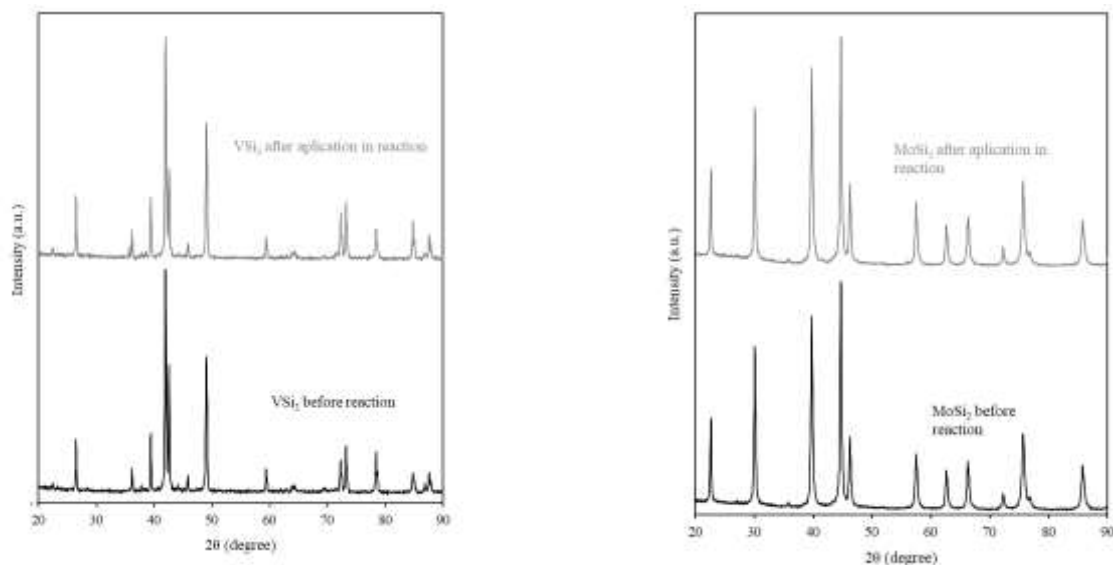 Intensity (a.u.)
VSi2 after aplication in reaction
VSi2 before reaction
20 30 40 50 60 70 80 90
2θ (degree)
Intensity (a.u.)
MoSi2 after aplication in
reaction
MoSi2 before
reaction
20 30 40 50 60 70 80 90
2θ (degree)